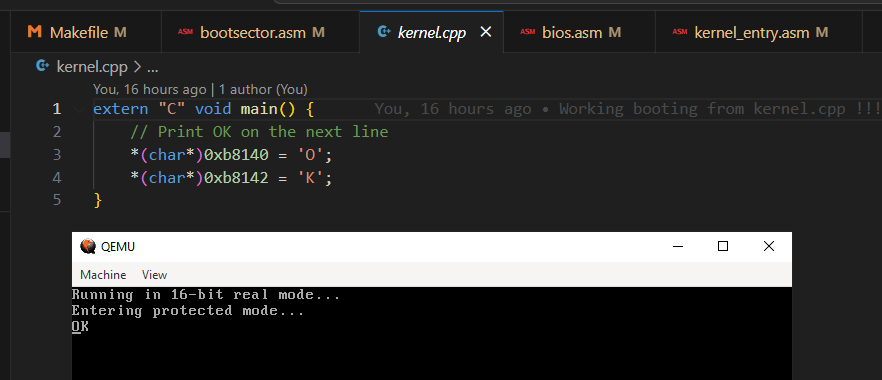 Makefile M
bootsector.asm M
kernel.cpp
bios.asm M
kernel_entry.asm M
kernel.cpp > ...
You, 16 hours ago | 1 author (You)
1 extern "C" void main() { You, 16 hours ago • Working booting from kernel.cpp !!!
2 // Print OK on the next line
3 *(char*)0xb8140 = 'O';
4 *(char*)0xb8142 = 'K';
5 }
QEMU
Machine View
Running in 16-bit real mode...
Entering protected mode...
OK